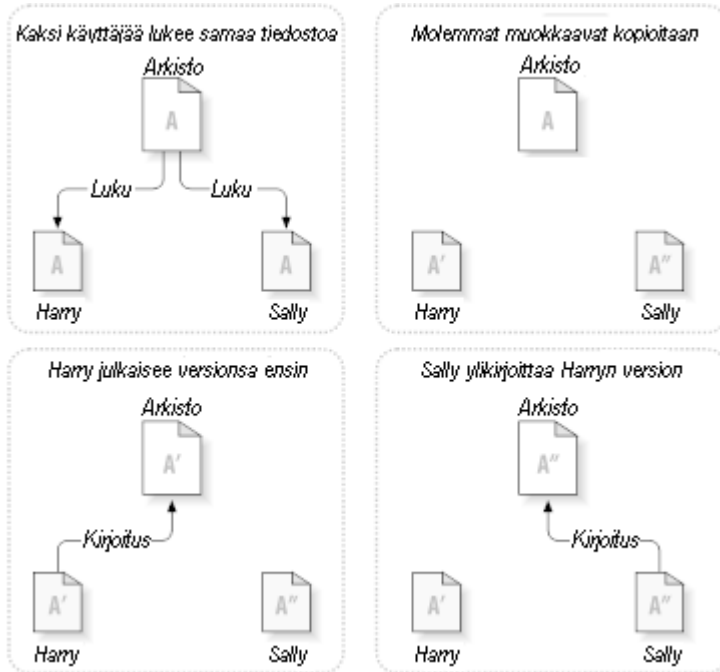 Kaksi käyttäjää lukee samaa tiedostoa
Arkisto
A
Luku
Luku
A
A
Harry
Sally
Molemmat muokkaavat kopioitaan
Arkisto
A
A′
A″
Harry
Sally
Harry julkaisee versionsa ensin
Arkisto
A′
Kirjoitus
A′
A″
Harry
Sally
Sally ylikirjoittaa Harryn version
Arkisto
A″
Kirjoitus
A′
A″
Harry
Sally